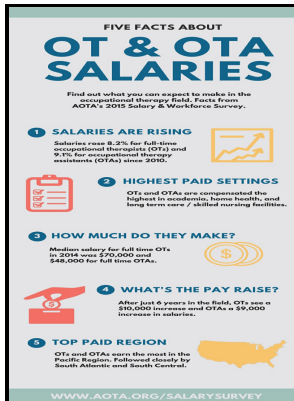 FIVE FACTS ABOUT
OT & OTA
SALARIES
Find out what you can expect to make in the
occupational therapy field. Facts from
AOTA's 2015 Salary & Workforce Survey.
1 SALARIES ARE RISING
Salaries rose 8.2% for full-time
occupational therapists (OTs) and
9.1% for occupational therapy
assistants (OTAs) since 2010.
2 HIGHEST PAID SETTINGS
OTs and OTAs are compensated the
highest in academia, home health, and
long term care / skilled nursing facilities.
3 HOW MUCH DO THEY MAKE?
Median salary for full time OTs
in 2014 was $70,000 and
$48,000 for full time OTAs.
$
4 WHAT'S THE PAY RAISE?
After just 6 years in the field, OTs see a
$10,000 increase and OTAs a $9,000
increase in salaries.
$
5 TOP PAID REGION
OTs and OTAs earn the most in the
Pacific Region. Followed closely by
South Atlantic and South Central.
WWW.AOTA.ORG/SALARYSURVEY